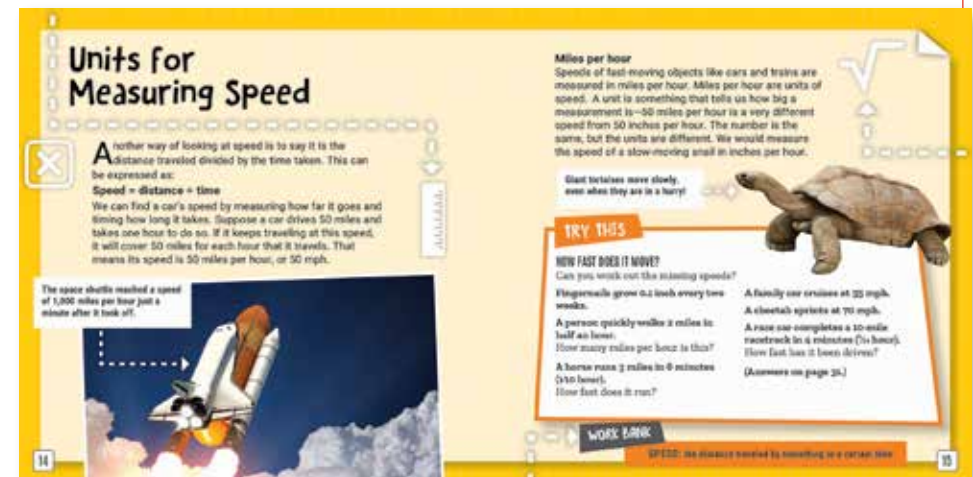 Units for
Measuring Speed
Another way of looking at speed is to say it is the
distance traveled divided by the time taken. This can
be expressed as:
Speed = distance ÷ time
We can find a car's speed by measuring how far it goes and
timing how long it takes. Suppose a car drives 50 miles and
takes one hour to do so. If it keeps traveling at this speed,
it will cover 50 miles for each hour that it travels. That
means its speed is 50 miles per hour, or 50 mph.
The space shuttle reached a speed
of 1,000 miles per hour just a
minute after it took off.
14
Miles per hour
Speeds of fast-moving objects like cars and trains are
measured in miles per hour. Miles per hour are units of
speed. A unit is something that tells us how big a
measurement is—50 miles per hour is a very different
speed from 50 inches per hour. The number is the
same, but the units are different. We would measure
the speed of a slow-moving snail in inches per hour.
Giant tortoises move slowly,
even when they are in a hurry!
TRY THIS
HOW FAST DOES IT MOVE?
Can you work out the missing speeds?
Fingernails grow 0.1 inch every two
weeks.
A person quickly walks 2 miles in
half an hour.
How many miles per hour is this?
A horse runs 3 miles in 6 minutes
(1/10 hour).
How fast does it run?
A family car cruises at 35 mph.
A cheetah sprints at 70 mph.
A race car completes a 10-mile
racetrack in 4 minutes (1/15 hour).
How fast has it been driven?
(Answers on page 31.)
WORK BANK
SPEED: the distance traveled by something in a certain time
15